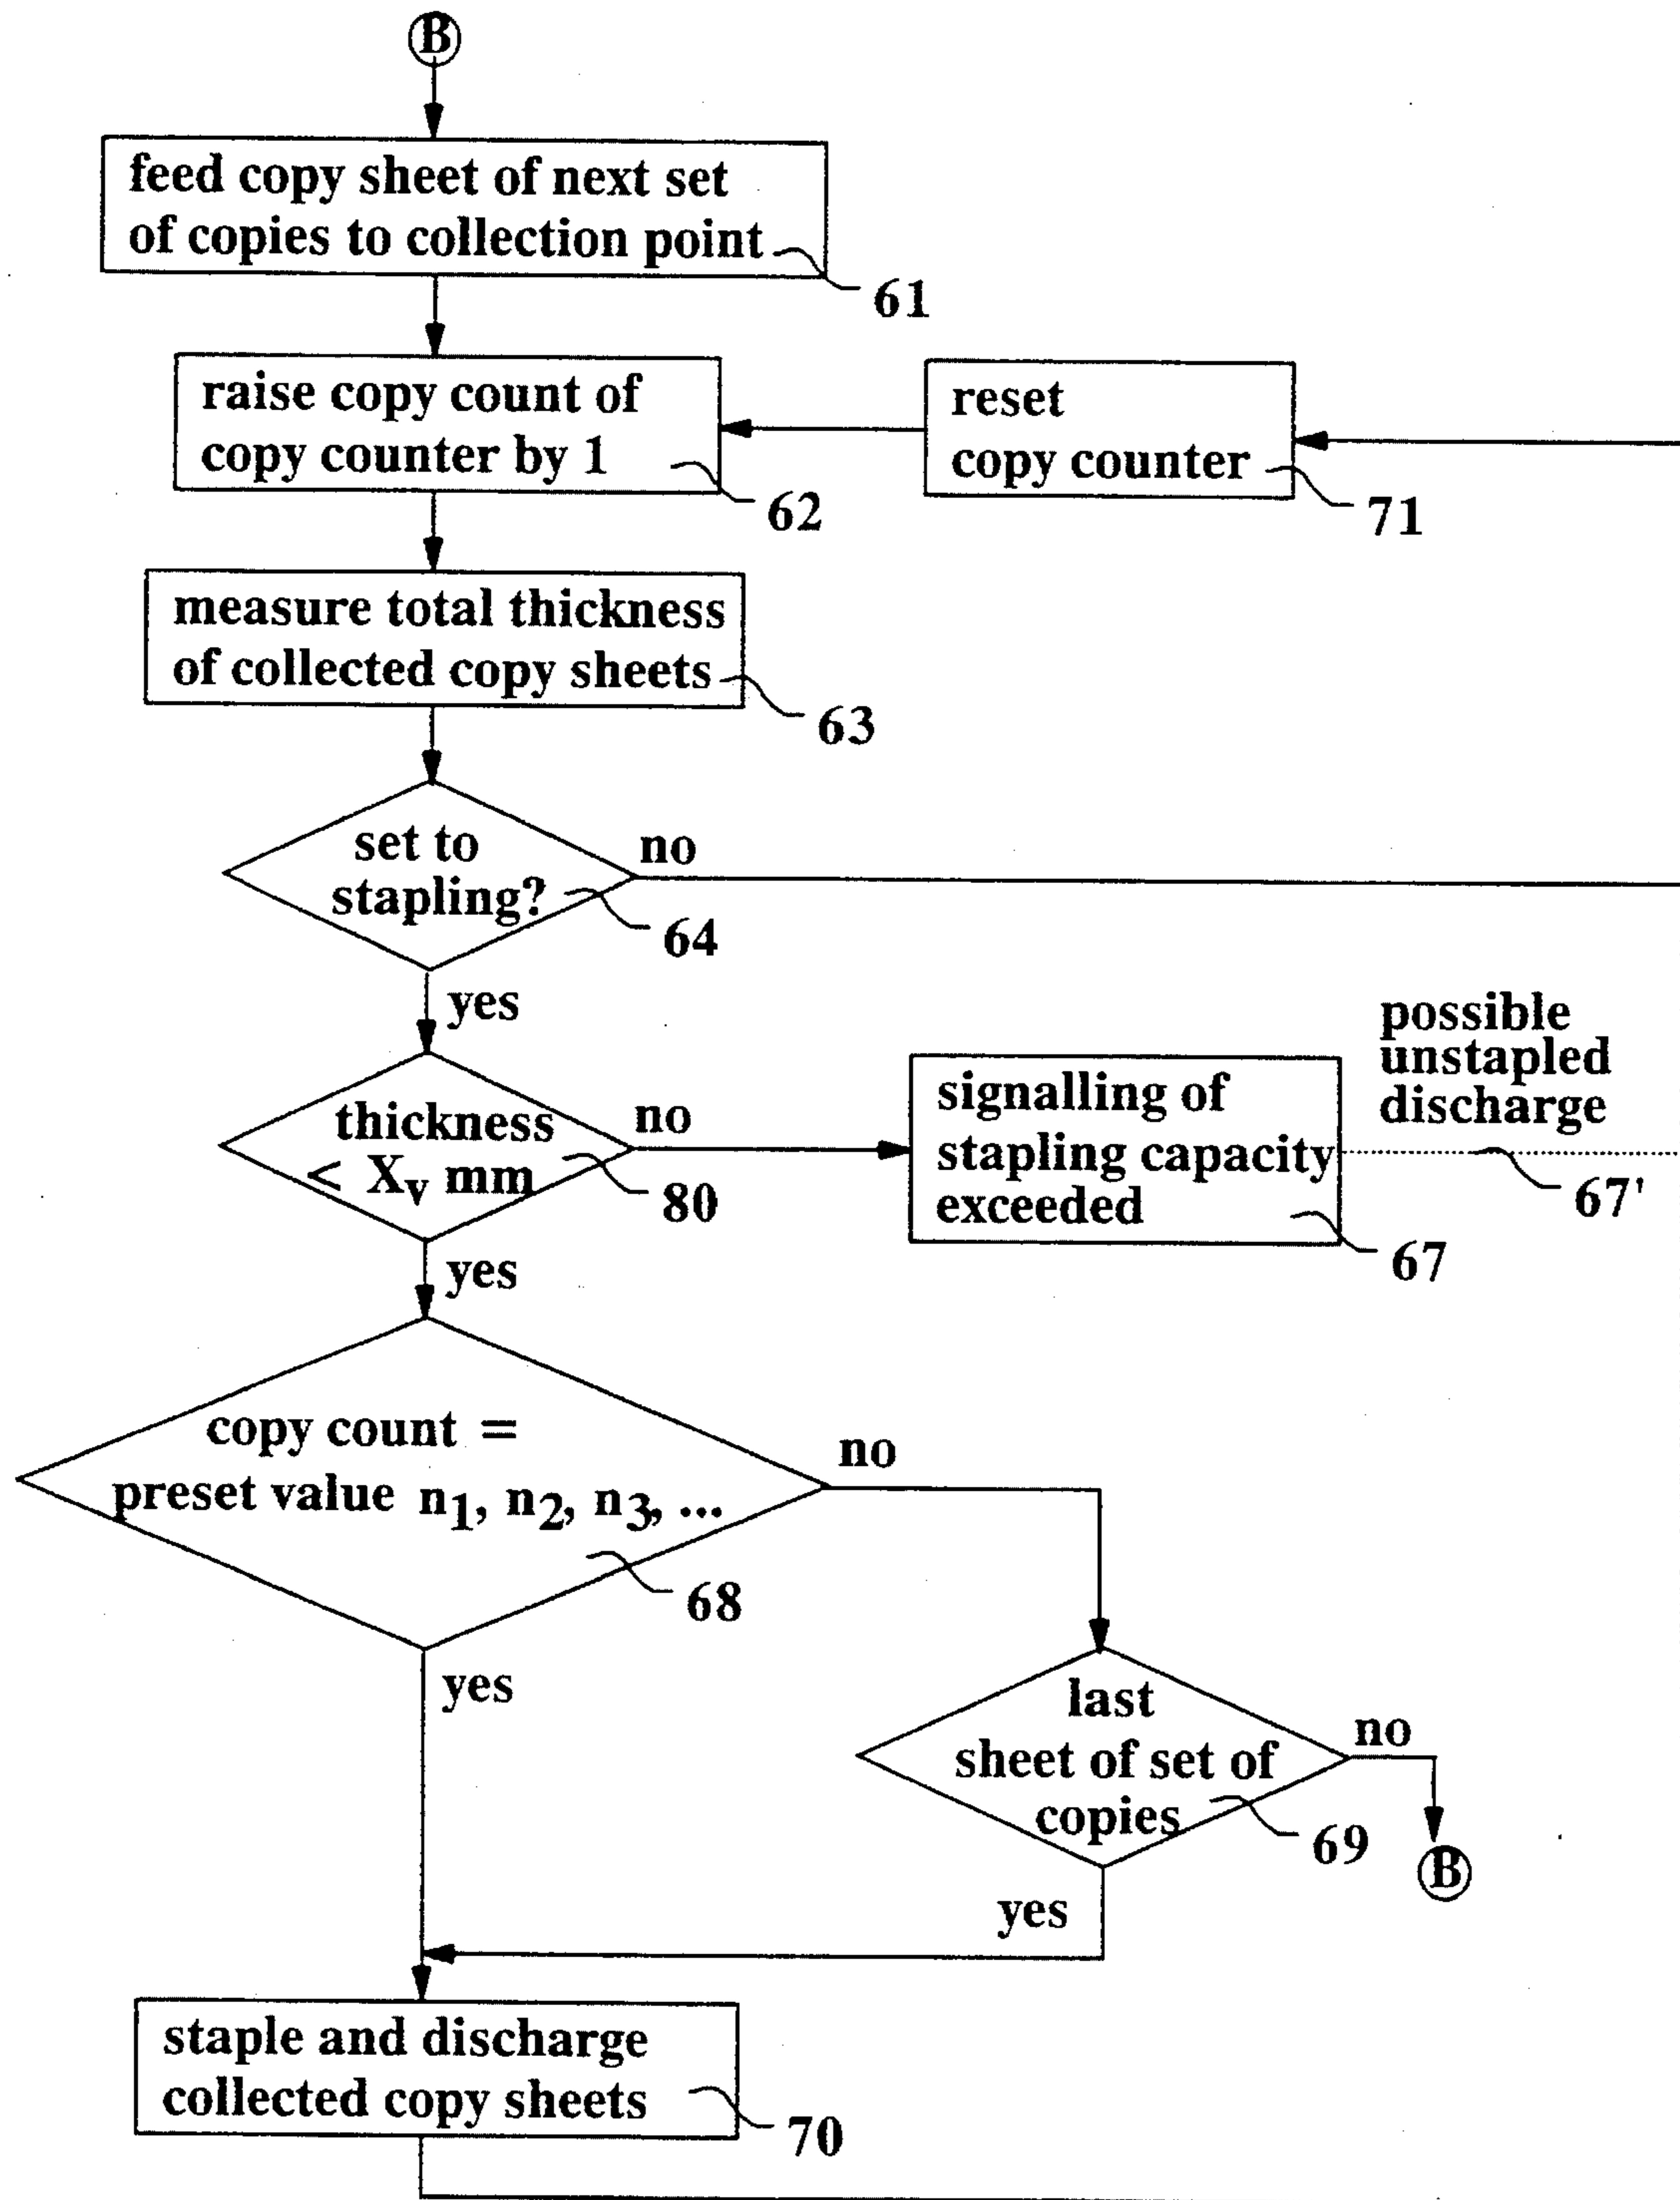 B
feed copy sheet of next set
of copies to collection point
61
raise copy count of
copy counter by 1
62
reset
copy counter
71
measure total thickness
of collected copy sheets
63
set to
stapling?
64
no
yes
thickness
< Xv mm
80
no
signalling of
stapling capacity
exceeded
67
possible
unstapled
discharge
67'
yes
copy count =
preset value n1, n2, n3, ...
68
no
yes
last
sheet of set of
copies
69
no
B
yes
staple and discharge
collected copy sheets
70